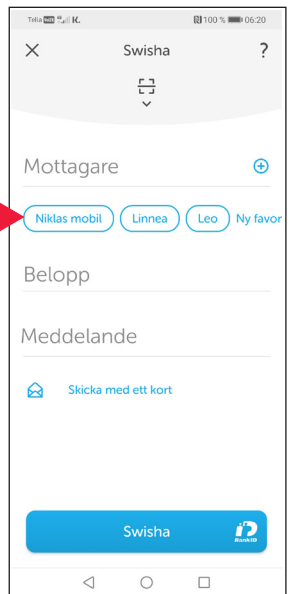 Telia 100 % 06:20
Swisha ?
Mottagare
Niklas mobil Linnea Leo Ny favor
Belopp
Meddelande
Skicka med ett kort
Swisha BankID